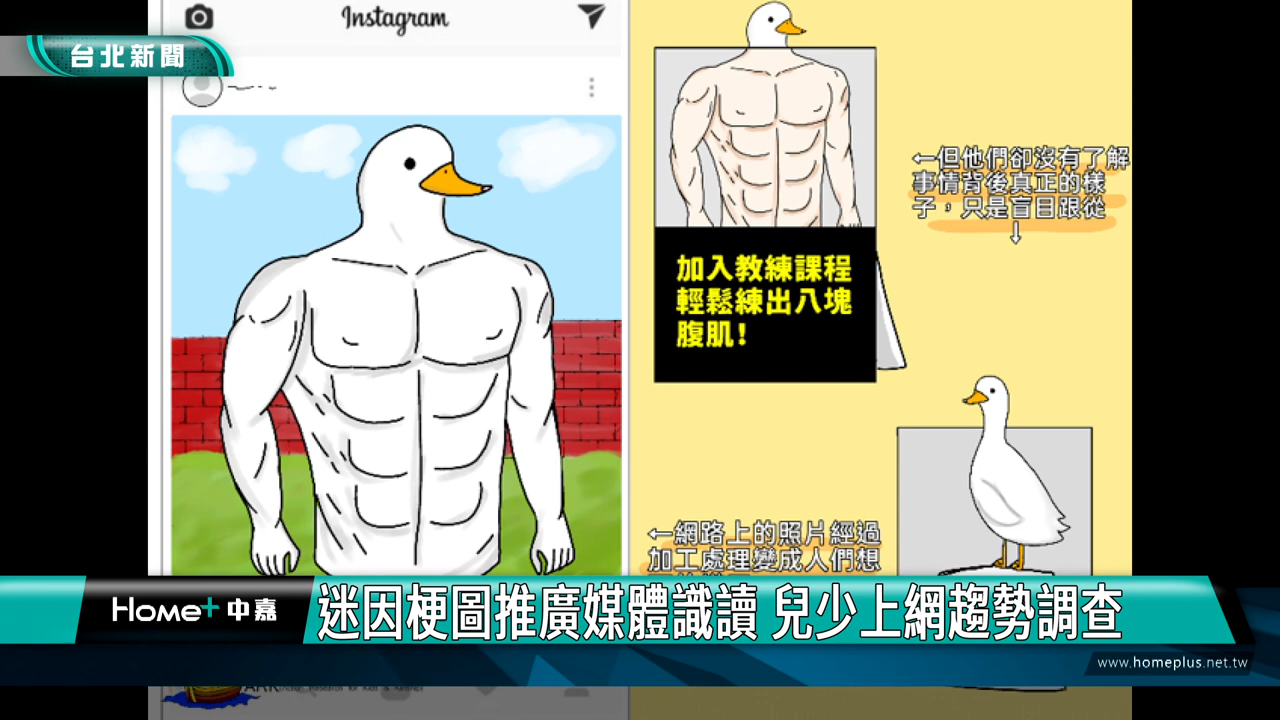 台北新聞
Instagram
←但他們卻沒有了解
事情背後真正的樣
子，只是盲目跟從
↓
加入教練課程
輕鬆練出八塊
腹肌！
←網路上的照片經過
加工處理變成人們想
Home+中嘉
迷因梗圖推廣媒體識讀 兒少上網趨勢調查
www.homeplus.net.tw